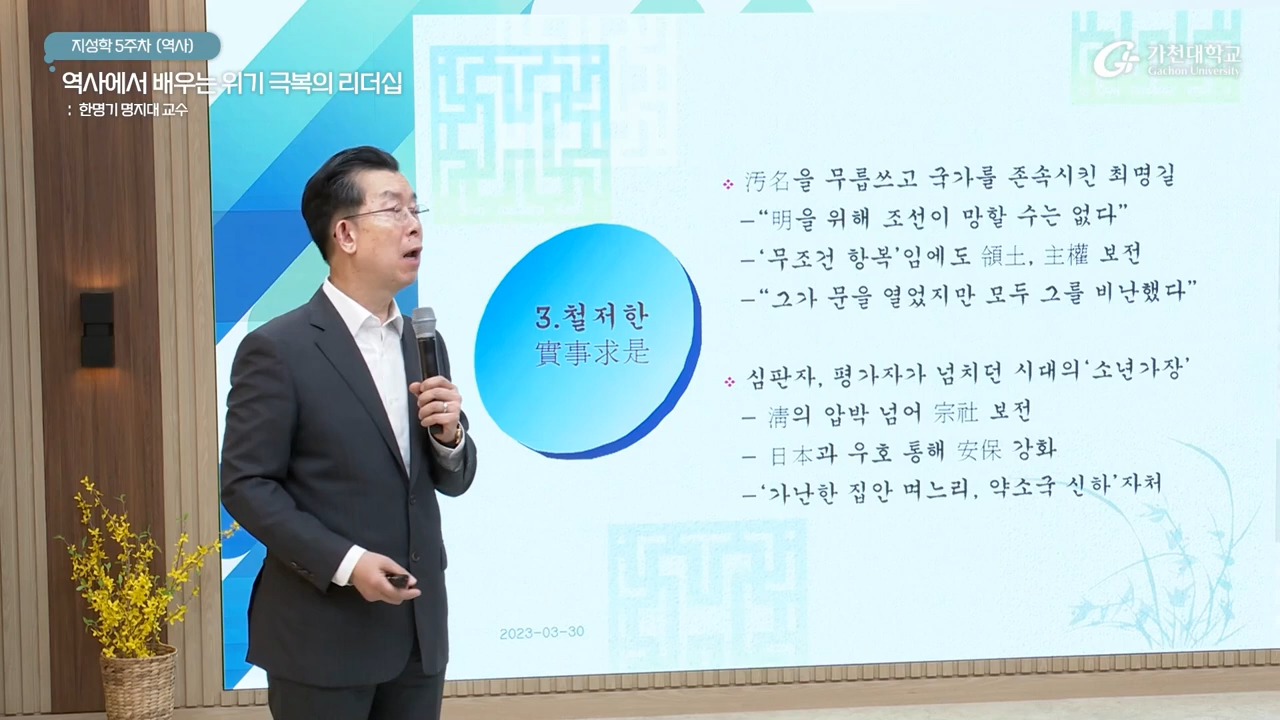 지성학 5주차 (역사)
역사에서 배우는 위기 극복의 리더십
: 한명기 명지대 교수
가천대학교
Gachon University
3.철저한
實事求是
汚名을 무릅쓰고 국가를 존속시킨 최명길
–“明을 위해 조선이 망할 수는 없다”
–‘무조건 항복’임에도 領土, 主權 보전
–“그가 문을 열었지만 모두 그를 비난했다”
심판자, 평가자가 넘치던 시대의‘소년가장’
– 淸의 압박 넘어 宗社 보전
– 日本과 우호 통해 安保 강화
–‘가난한 집안 며느리, 약소국 신하’자처
2023-03-30